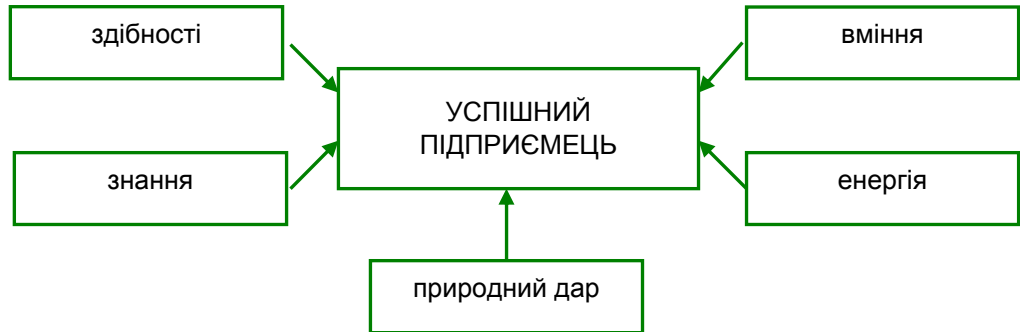 здібності
вміння
УСПІШНИЙ
ПІДПРИЄМЕЦЬ
знання
енергія
природний дар